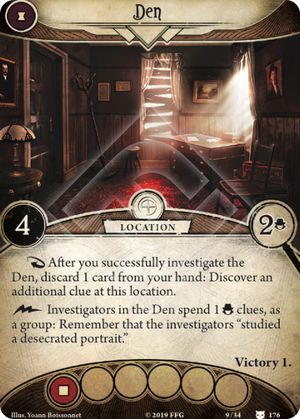 Den
4
LOCATION
2
After you successfully investigate the
Den, discard 1 card from your hand: Discover an
additional clue at this location.
Investigators in the Den spend 1 clues, as
a group: Remember that the investigators “studied
a desecrated portrait.”
Victory 1.
Illus. Yoann Boissonnet
© 2019 FFG
9/34
176